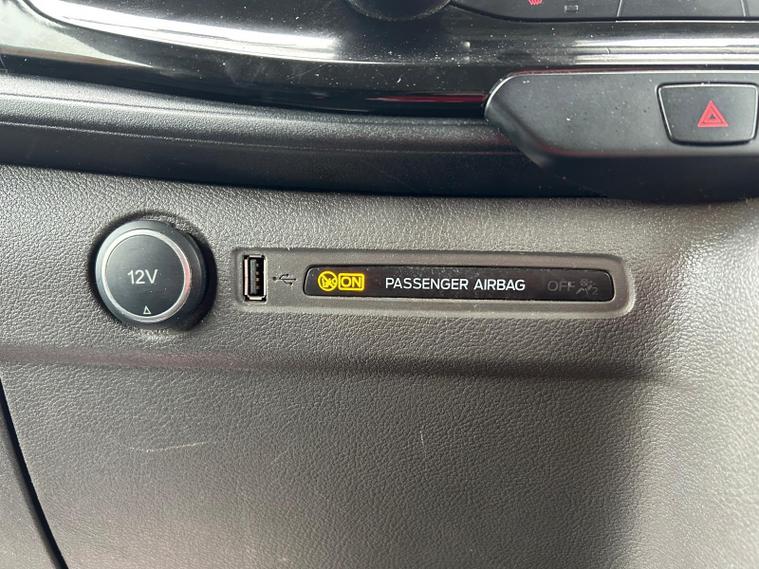 12V
ON PASSENGER AIRBAG OFF